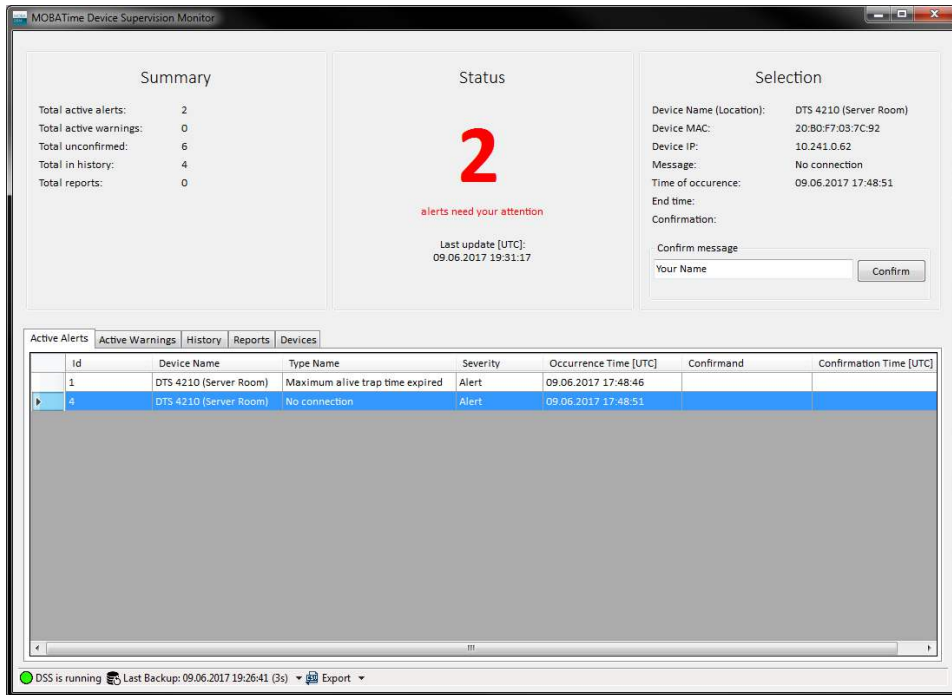 MOBATime Device Supervision Monitor
Summary
Total active alerts: 2
Total active warnings: 0
Total unconfirmed: 6
Total in history: 4
Total reports: 0
Status
2
alerts need your attention
Last update [UTC]:
09.06.2017 19:31:17
Selection
Device Name (Location): DTS 4210 (Server Room)
Device MAC: 20:B0:F7:03:7C:92
Device IP: 10.241.0.62
Message: No connection
Time of occurence: 09.06.2017 17:48:51
End time:
Confirmation:
Confirm message
Your Name Confirm
Active Alerts Active Warnings History Reports Devices
Id Device Name Type Name Severity Occurrence Time [UTC] Confirmand Confirmation Time [UTC]
1 DTS 4210 (Server Room) Maximum alive trap time expired Alert 09.06.2017 17:48:46
4 DTS 4210 (Server Room) No connection Alert 09.06.2017 17:48:51
DSS is running Last Backup: 09.06.2017 19:26:41 (3s) Export